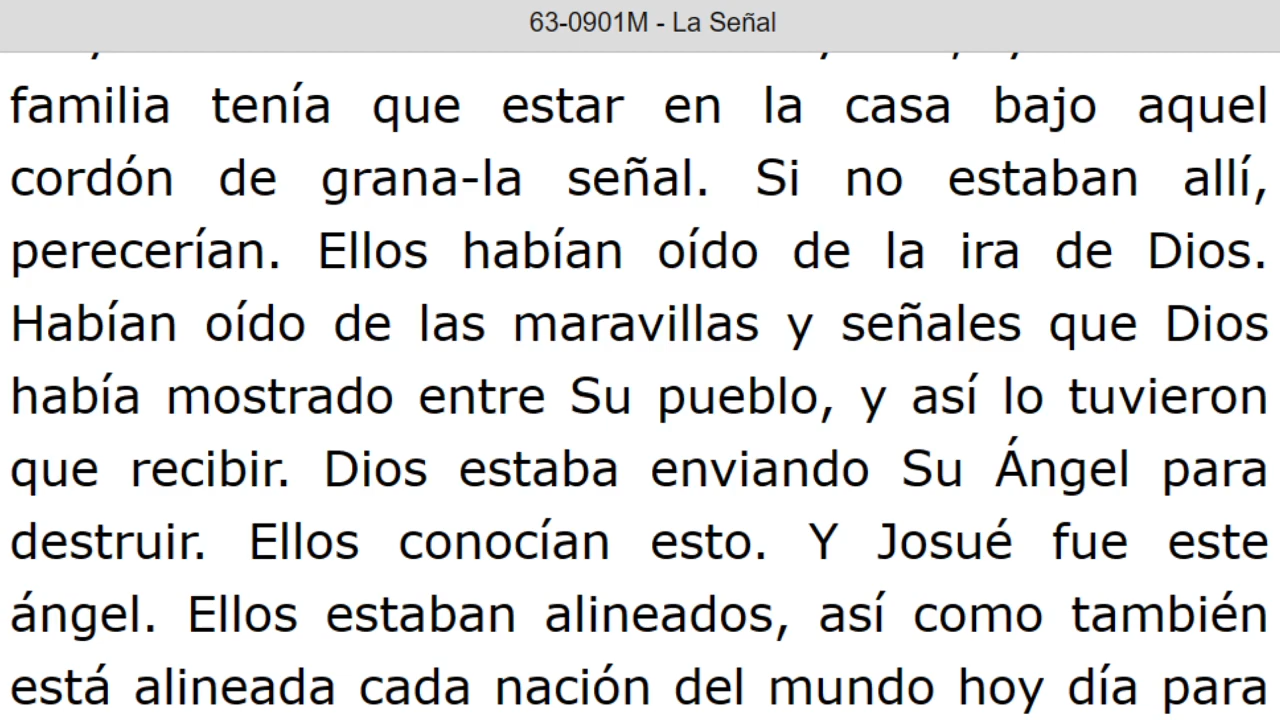 63-0901M - La Señal
familia tenía que estar en la casa bajo aquel
cordón de grana-la señal. Si no estaban allí,
perecerían. Ellos habían oído de la ira de Dios.
Habían oído de las maravillas y señales que Dios
había mostrado entre Su pueblo, y así lo tuvieron
que recibir. Dios estaba enviando Su Ángel para
destruir. Ellos conocían esto. Y Josué fue este
ángel. Ellos estaban alineados, así como también
está alineada cada nación del mundo hoy día para